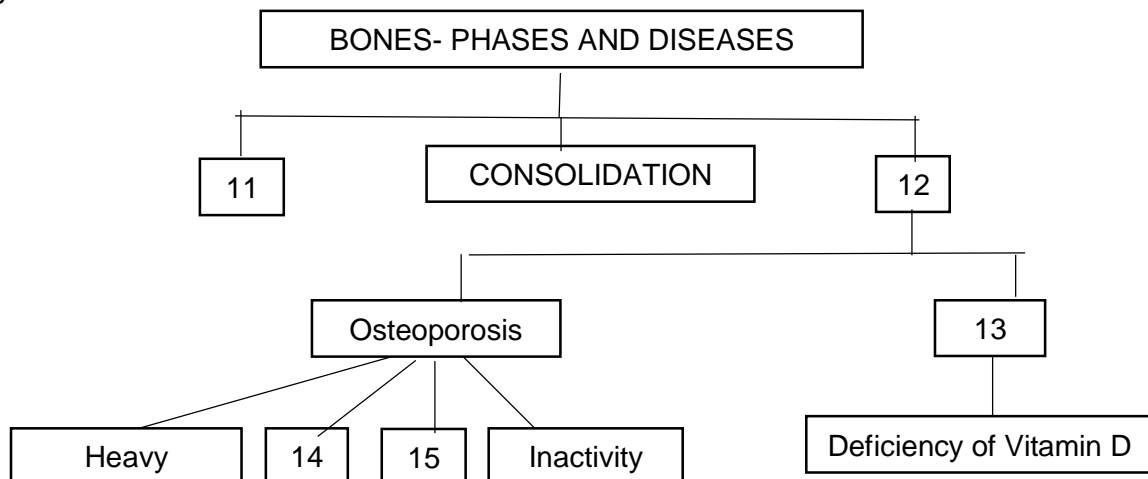 BONES- PHASES AND DISEASES
11
CONSOLIDATION
12
Osteoporosis
13
Heavy
14
15
Inactivity
Deficiency of Vitamin D